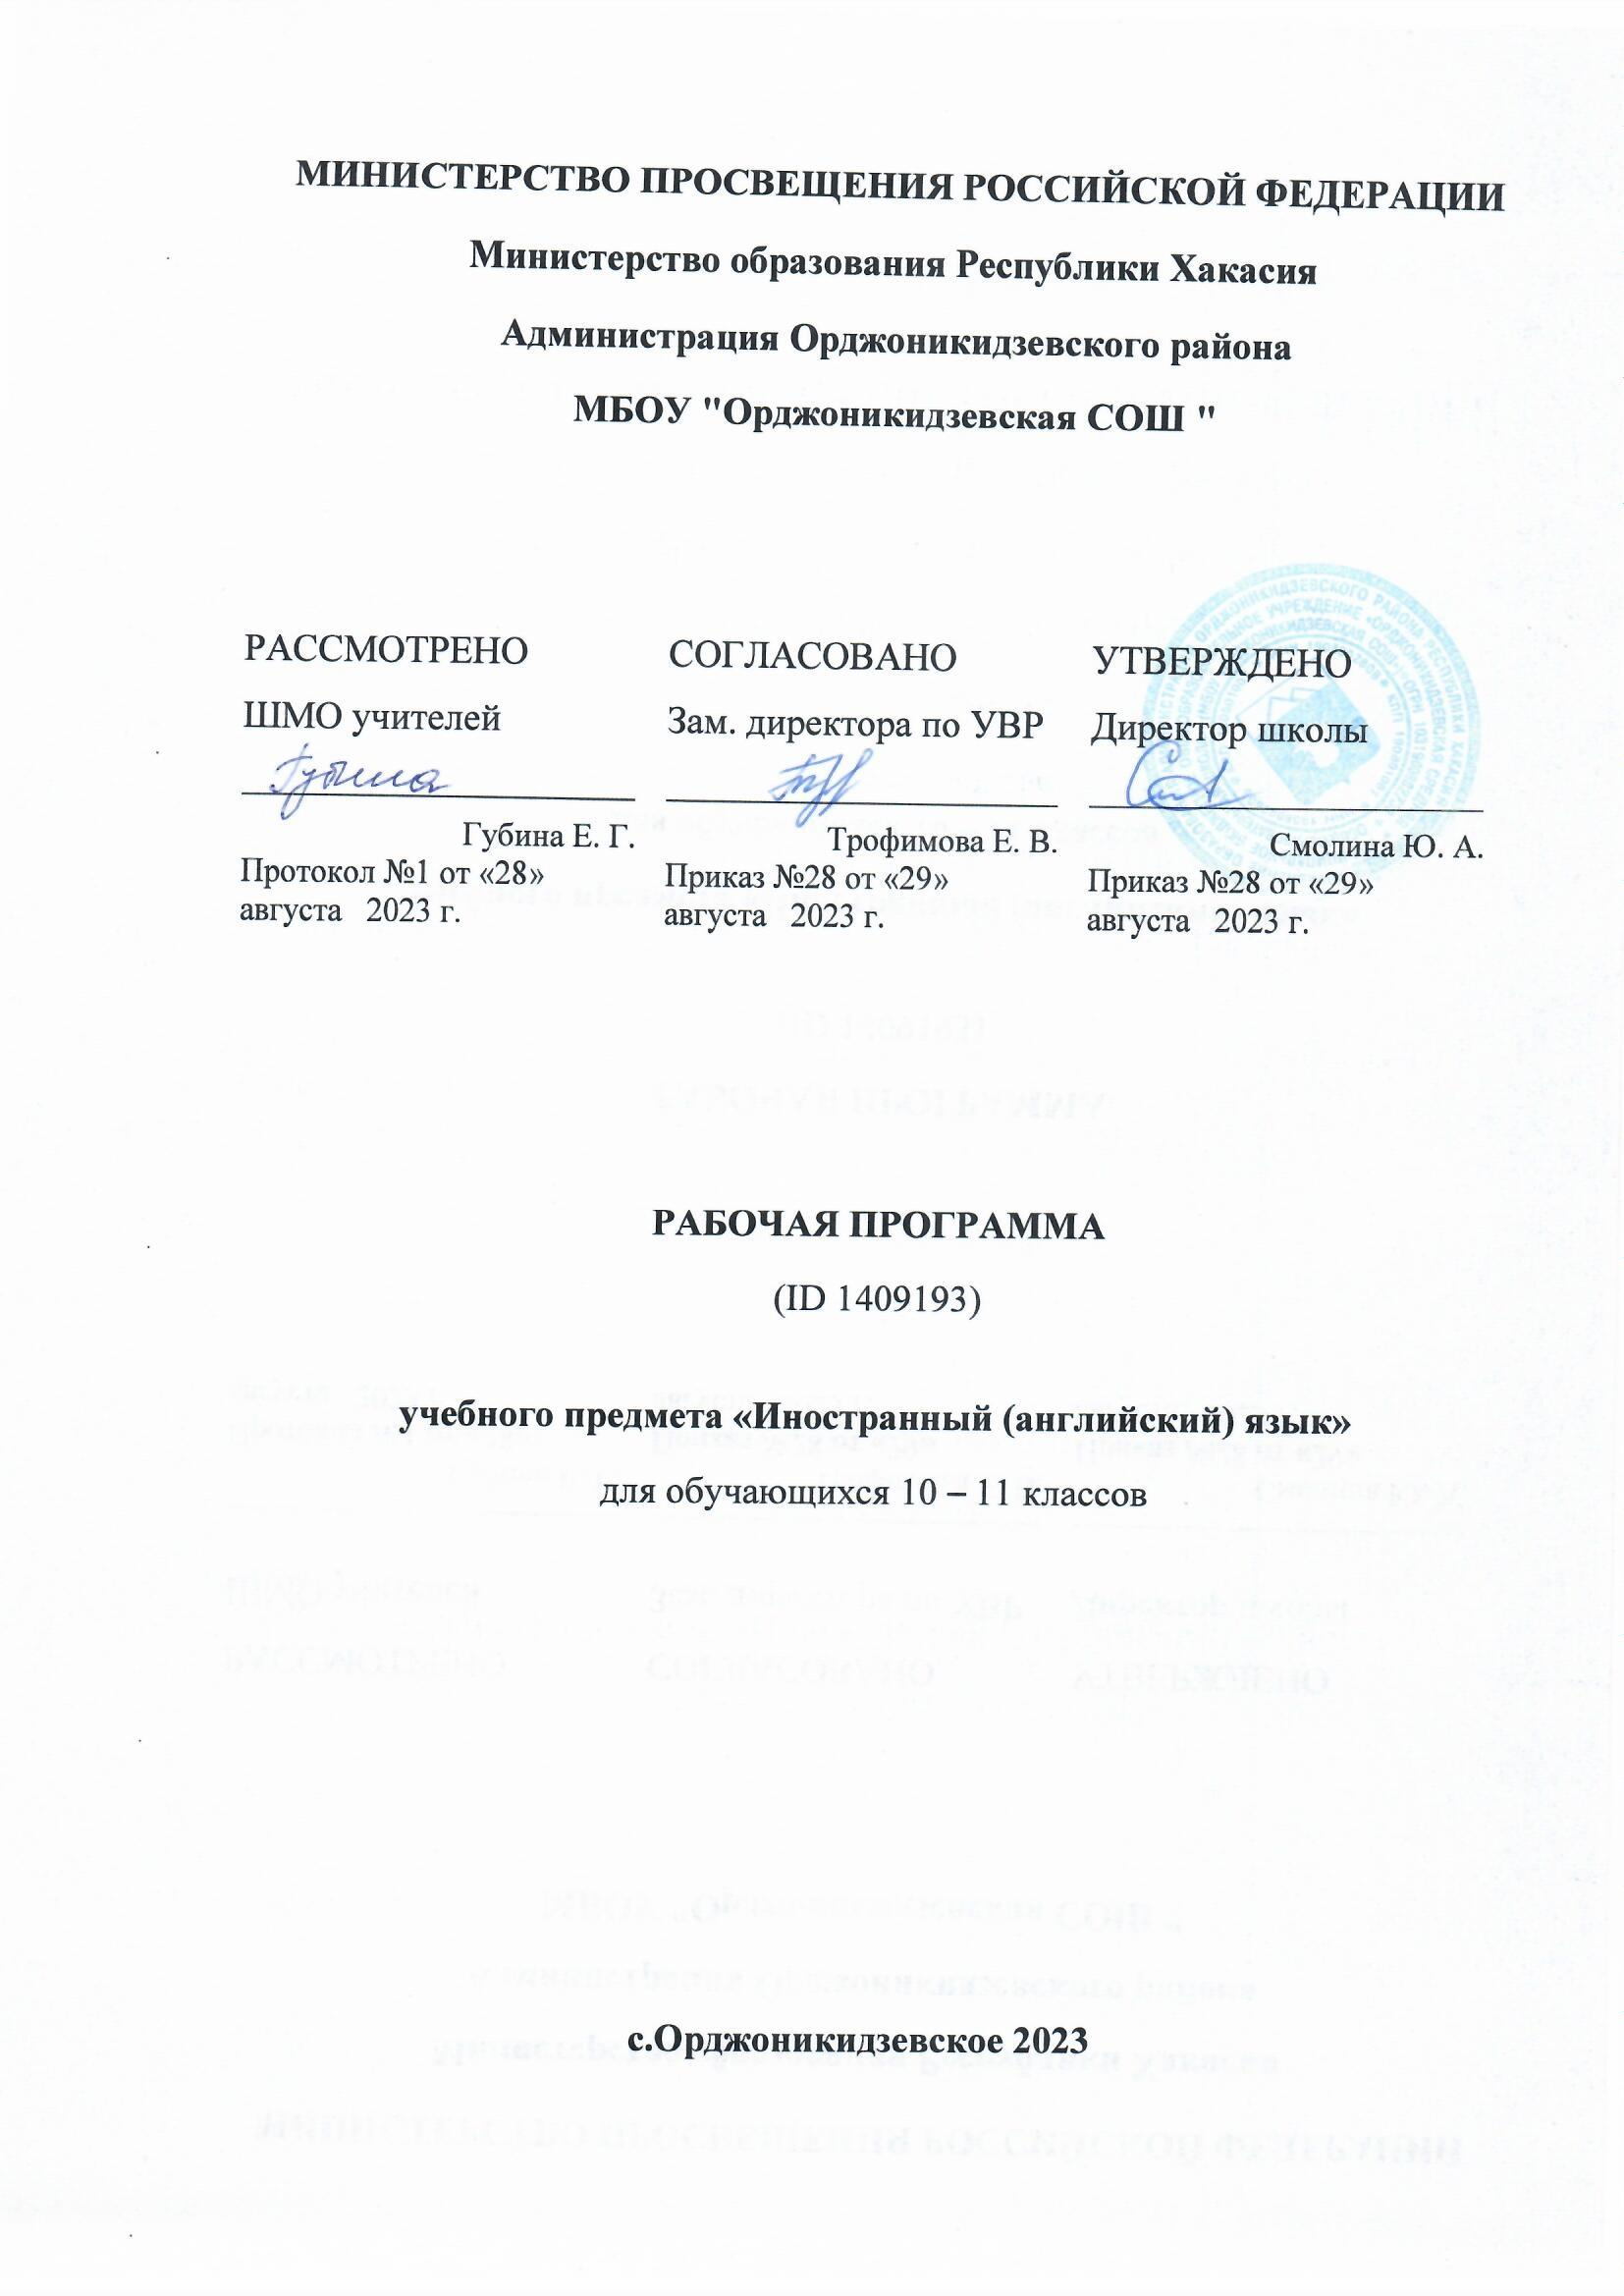 МИНИСТЕРСТВО ПРОСВЕЩЕНИЯ РОССИЙСКОЙ ФЕДЕРАЦИИ
Министерство образования Республики Хакасия
Администрация Орджоникидзевского района
МБОУ "Орджоникидзевская СОШ "
РАССМОТРЕНО
ШМО учителей
Губина
Губина Е. Г.
Протокол №1 от «28»
августа 2023 г.
СОГЛАСОВАНО
Зам. директора по УВР
Трофимова Е. В.
Приказ №28 от «29»
августа 2023 г.
УТВЕРЖДЕНО
Директор школы
Смолина Ю. А.
Приказ №28 от «29»
августа 2023 г.
РАБОЧАЯ ПРОГРАММА
(ID 1409193)
учебного предмета «Иностранный (английский) язык»
для обучающихся 10 – 11 классов
с.Орджоникидзевское 2023